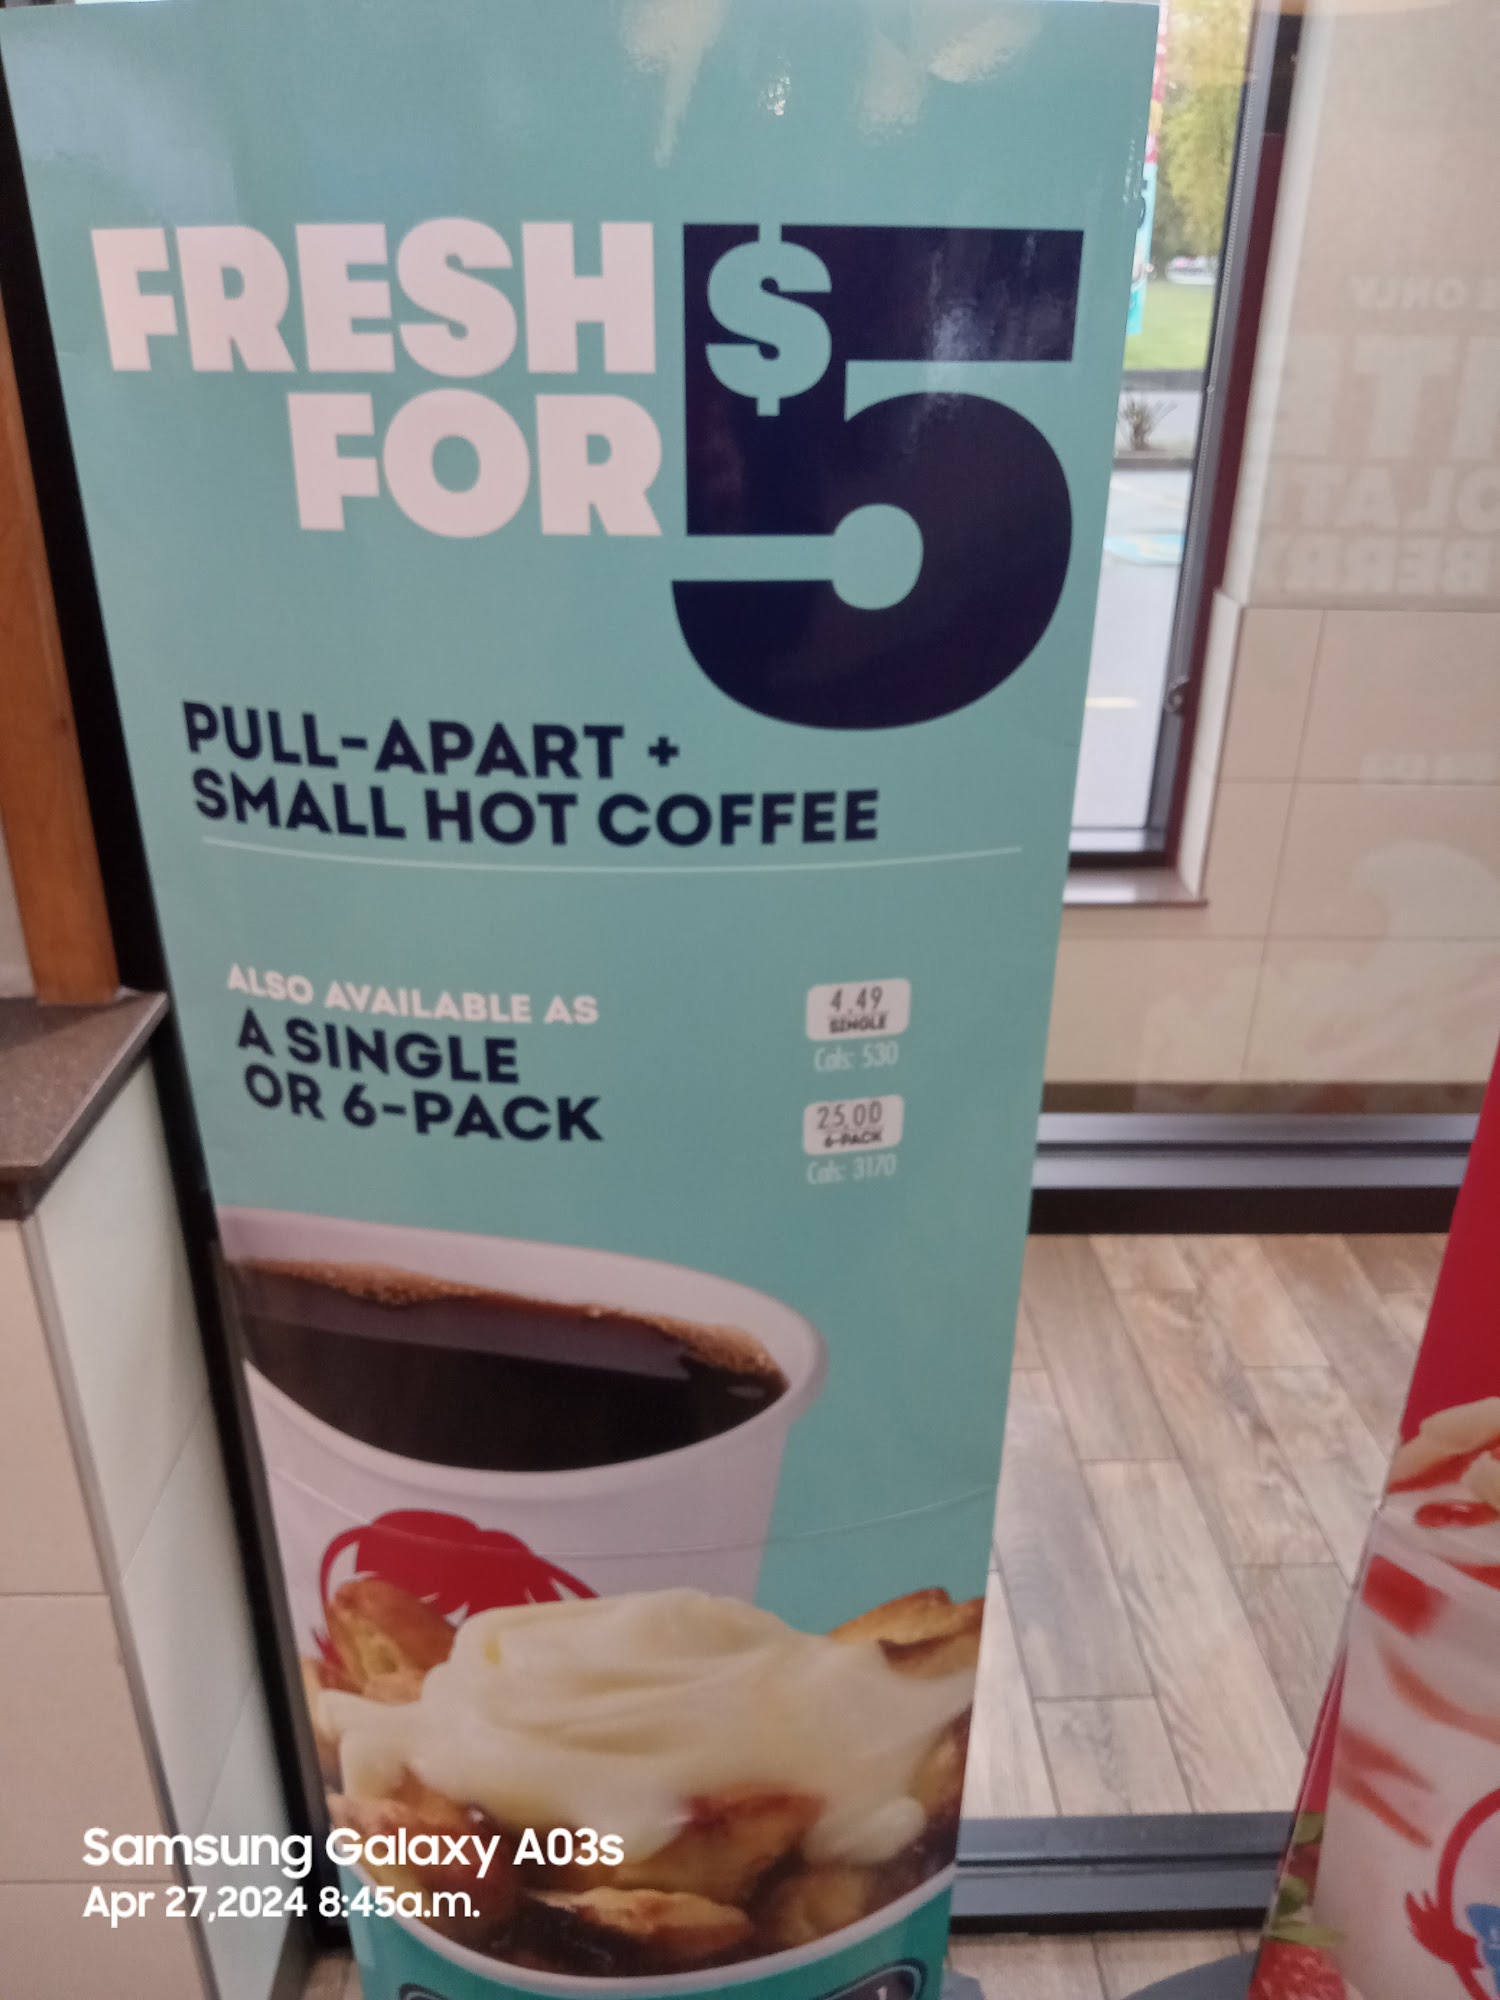 FRESH
FOR
$5
PULL-APART +
SMALL HOT COFFEE
ALSO AVAILABLE AS
A SINGLE
OR 6-PACK
4.49
SINGLE
Cals: 530
25.00
6-PACK
Cals: 3170
Samsung Galaxy A03s
Apr 27,2024 8:45a.m.